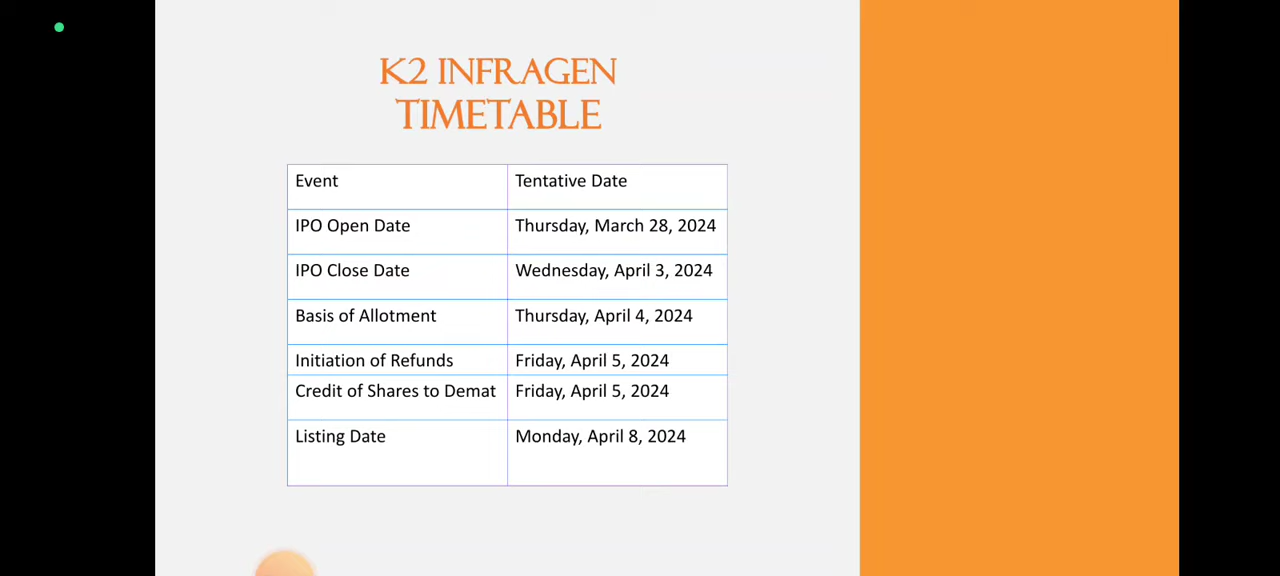 K2 INFRAGEN
TIMETABLE
Event Tentative Date
IPO Open Date Thursday, March 28, 2024
IPO Close Date Wednesday, April 3, 2024
Basis of Allotment Thursday, April 4, 2024
Initiation of Refunds Friday, April 5, 2024
Credit of Shares to Demat Friday, April 5, 2024
Listing Date Monday, April 8, 2024